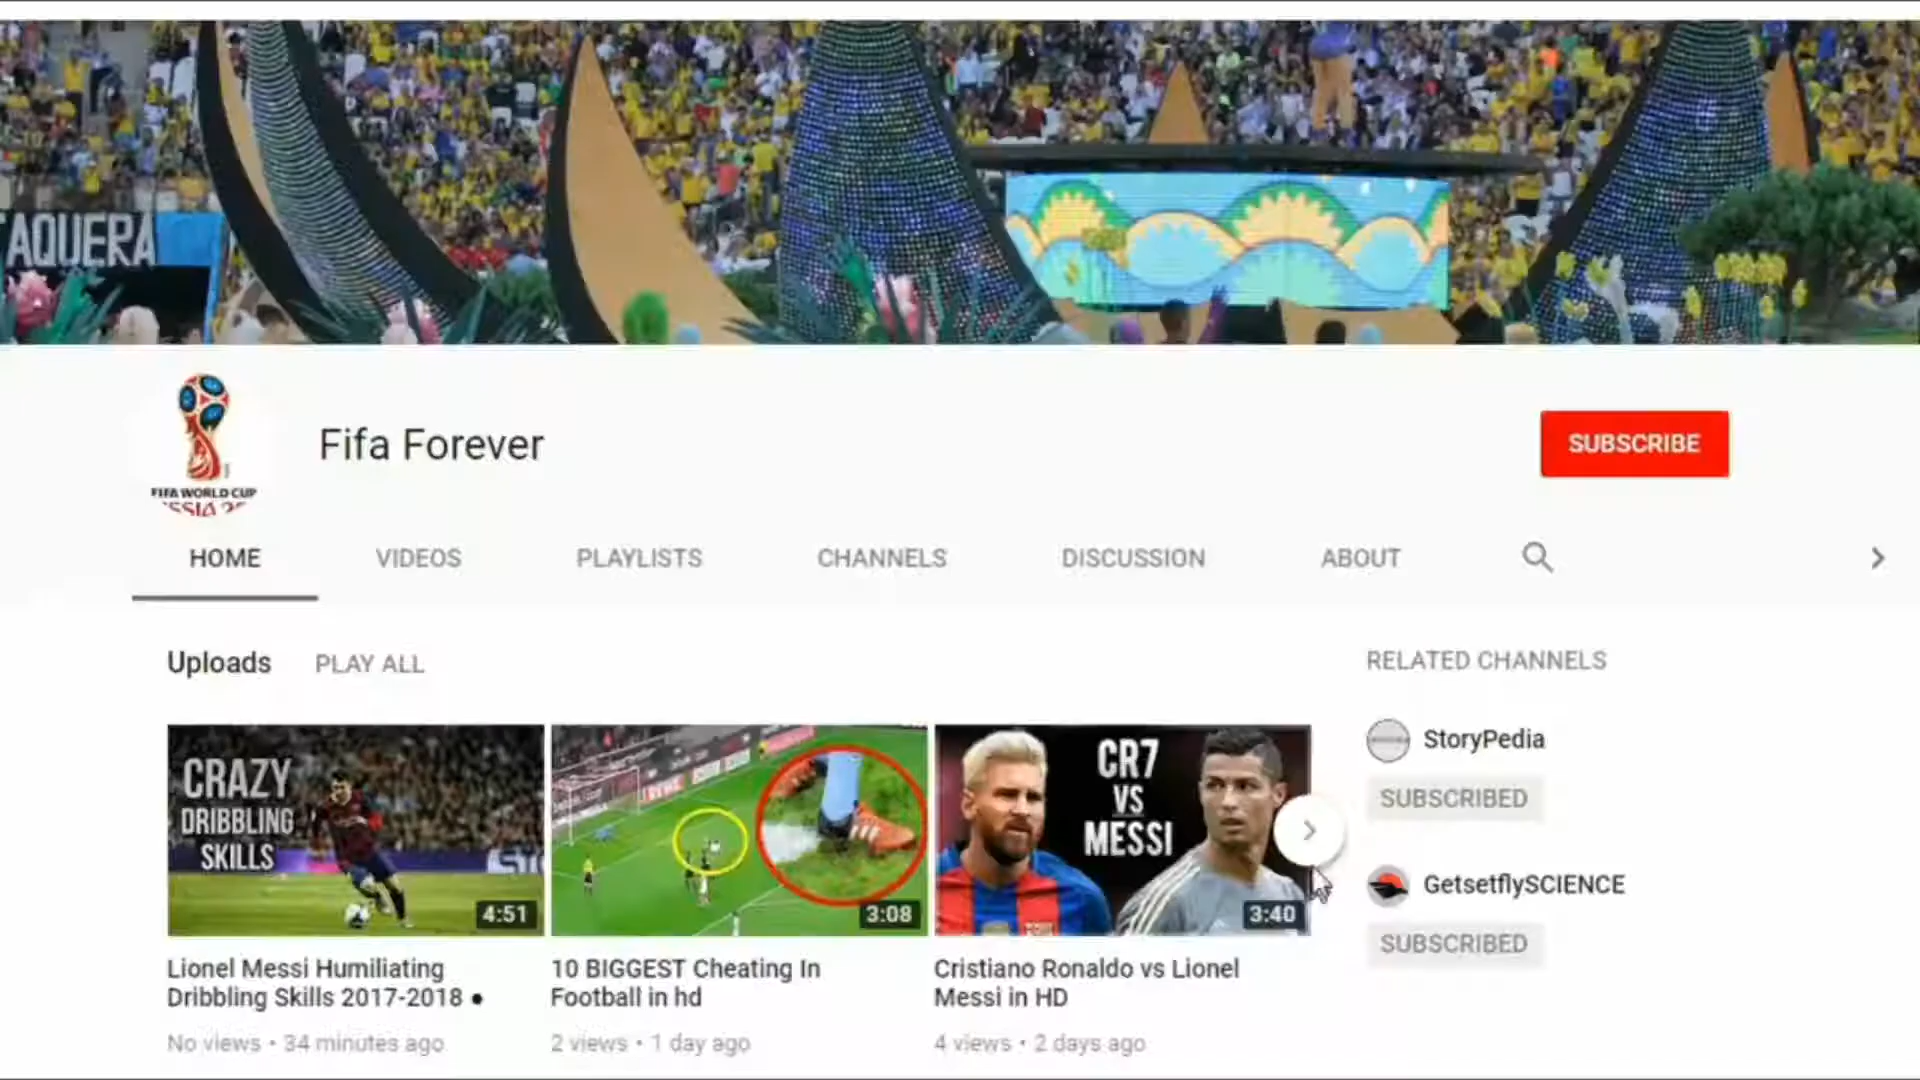 TAQUERA
FIFA WORLD CUP
Fifa Forever
SUBSCRIBE
HOME
VIDEOS
PLAYLISTS
CHANNELS
DISCUSSION
ABOUT
Uploads
PLAY ALL
RELATED CHANNELS
CRAZY
DRIBBLING
SKILLS
4:51
3:08
CR7
VS
MESSI
3:40
Lionel Messi Humiliating
Dribbling Skills 2017-2018 ●
No views • 34 minutes ago
10 BIGGEST Cheating In
Football in hd
2 views • 1 day ago
Cristiano Ronaldo vs Lionel
Messi in HD
4 views • 2 days ago
StoryPedia
SUBSCRIBED
GetsetflySCIENCE
SUBSCRIBED